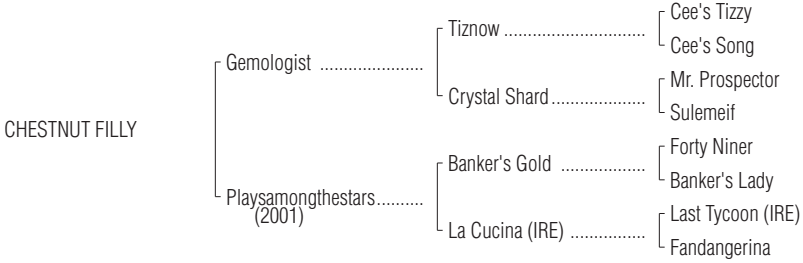 Cee's Tizzy
Tiznow ..............................
Cee's Song
Gemologist ......................
Mr. Prospector
Crystal Shard....................
Sulemeif
CHESTNUT FILLY
Forty Niner
Banker's Gold ..................
Banker's Lady
Playsamongthestars..........
(2001)
Last Tycoon (IRE)
La Cucina (IRE) ................
Fandangerina